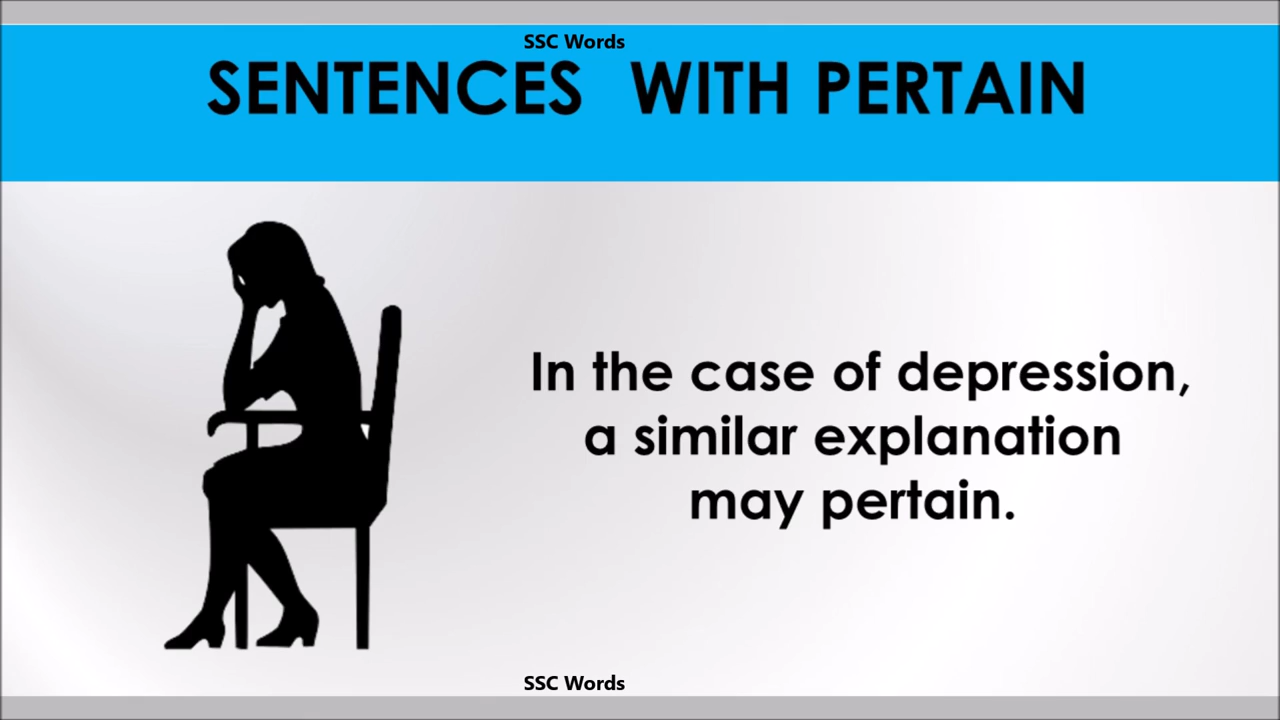 SSC Words
SENTENCES WITH PERTAIN
In the case of depression,
a similar explanation
may pertain.
SSC Words